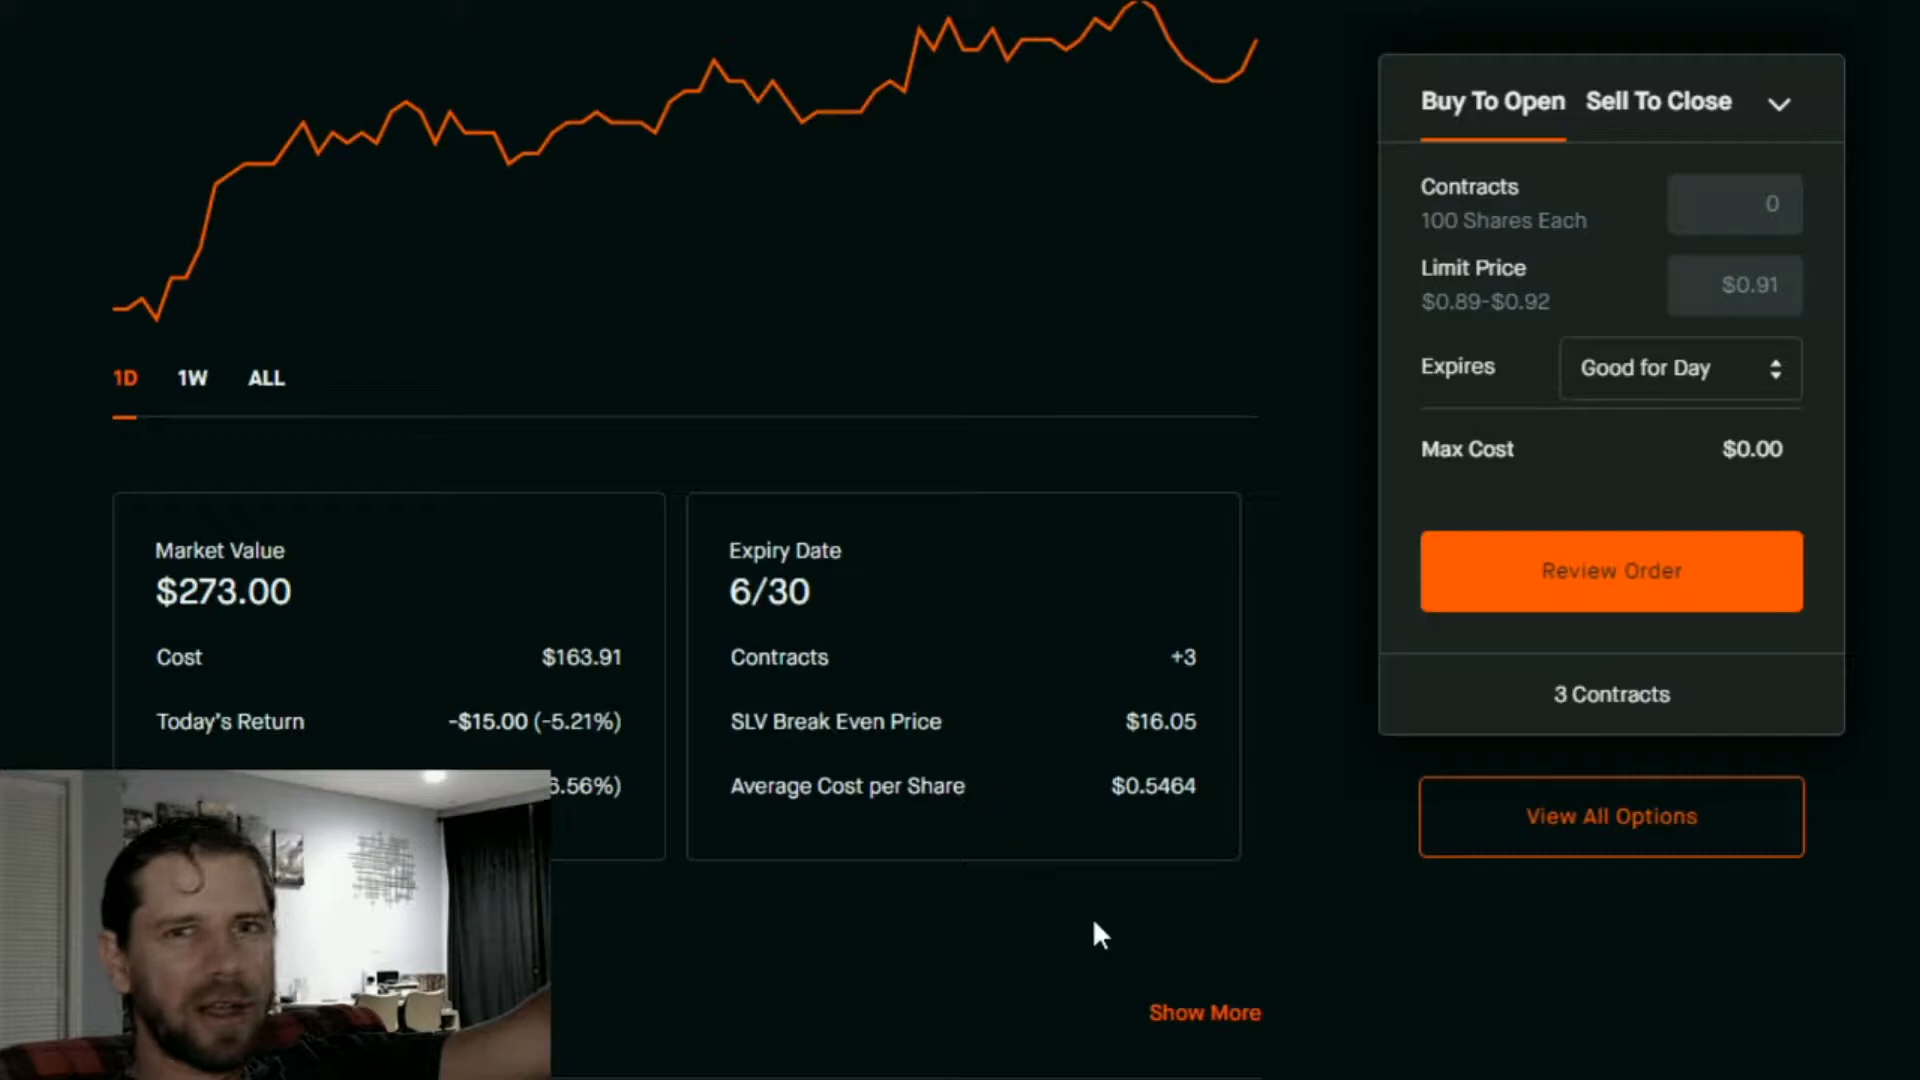 Buy To Open Sell To Close
Contracts 0
100 Shares Each
Limit Price $0.91
$0.89-$0.92
Expires Good for Day
Max Cost $0.00
Review Order
3 Contracts
View All Options
1D 1W ALL
Market Value
$273.00
Cost $163.91
Today's Return -$15.00 (-5.21%)
6.56%)
Expiry Date
6/30
Contracts +3
SLV Break Even Price $16.05
Average Cost per Share $0.5464
Show More